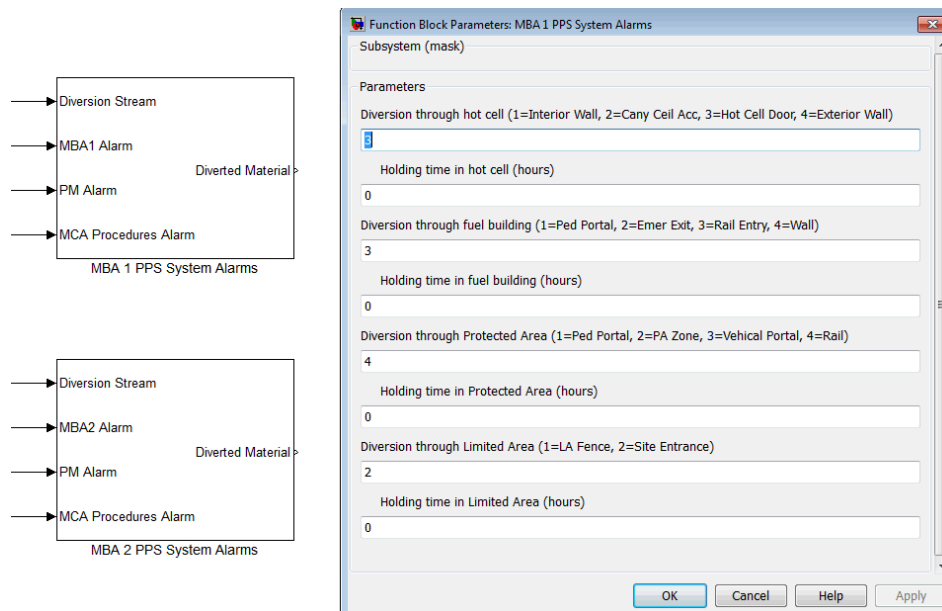 Diversion Stream
MBA1 Alarm
Diverted Material
PM Alarm
MCA Procedures Alarm
MBA 1 PPS System Alarms
Diversion Stream
MBA2 Alarm
Diverted Material
PM Alarm
MCA Procedures Alarm
MBA 2 PPS System Alarms
Function Block Parameters: MBA 1 PPS System Alarms
Subsystem (mask)
Parameters
Diversion through hot cell (1=Interior Wall, 2=Cany Ceil Acc, 3=Hot Cell Door, 4=Exterior Wall)
3
Holding time in hot cell (hours)
0
Diversion through fuel building (1=Ped Portal, 2=Emer Exit, 3=Rail Entry, 4=Wall)
3
Holding time in fuel building (hours)
0
Diversion through Protected Area (1=Ped Portal, 2=PA Zone, 3=Vehical Portal, 4=Rail)
4
Holding time in Protected Area (hours)
0
Diversion through Limited Area (1=LA Fence, 2=Site Entrance)
2
Holding time in Limited Area (hours)
0
OK
Cancel
Help
Apply